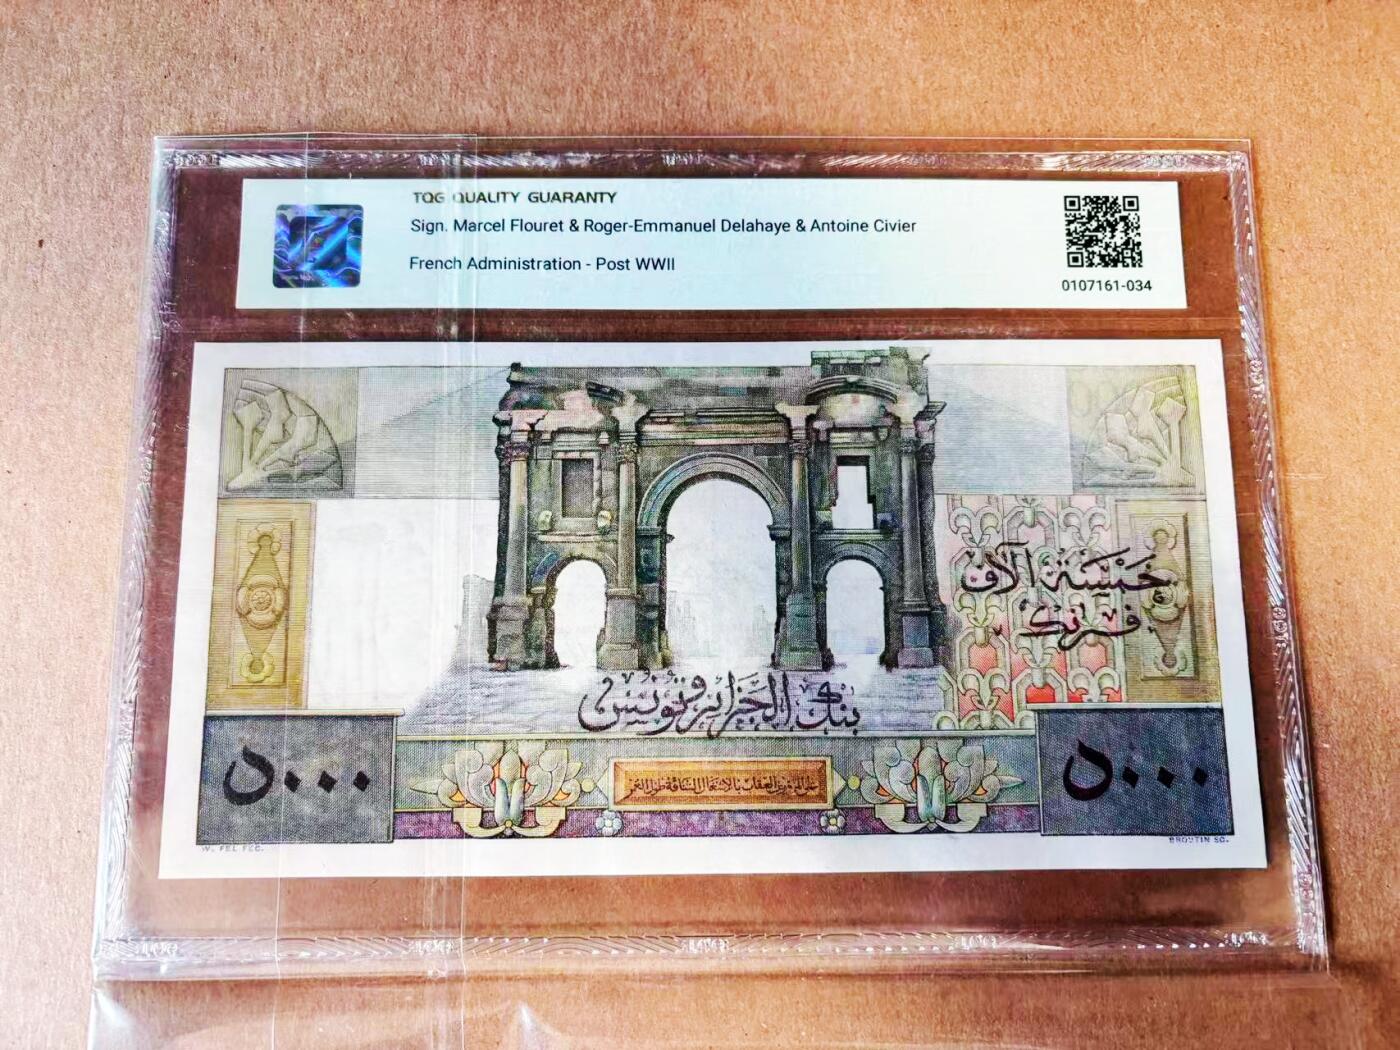 TQG QUALITY GUARANTY
Sign. Marcel Flouret & Roger-Emmanuel Delahaye & Antoine Civier
French Administration - Post WWII
0107161-034
خمسة آلاف
فرنك
بنك الجزائر وتونس
٥٠٠٠
٥٠٠٠
W. FEL FEC.
BROUTIN SC.